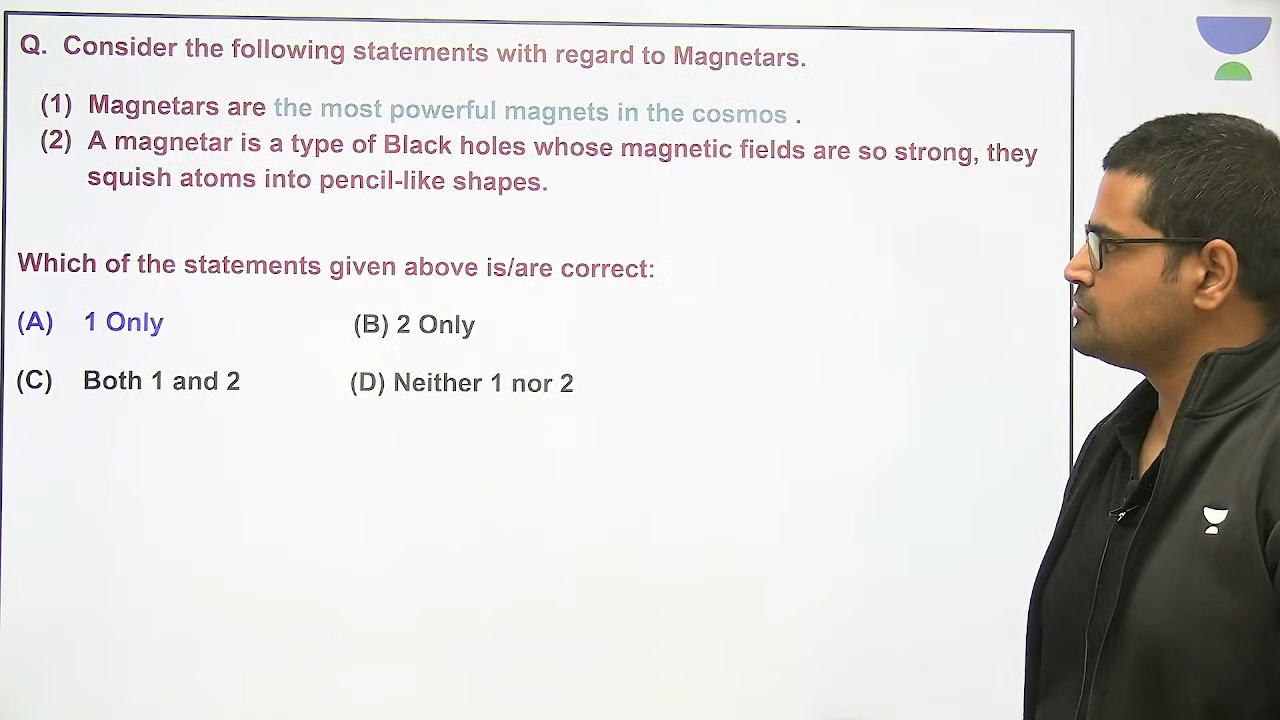 Q. Consider the following statements with regard to Magnetars.
(1) Magnetars are the most powerful magnets in the cosmos .
(2) A magnetar is a type of Black holes whose magnetic fields are so strong, they
squish atoms into pencil-like shapes.
Which of the statements given above is/are correct:
(A) 1 Only (B) 2 Only
(C) Both 1 and 2 (D) Neither 1 nor 2